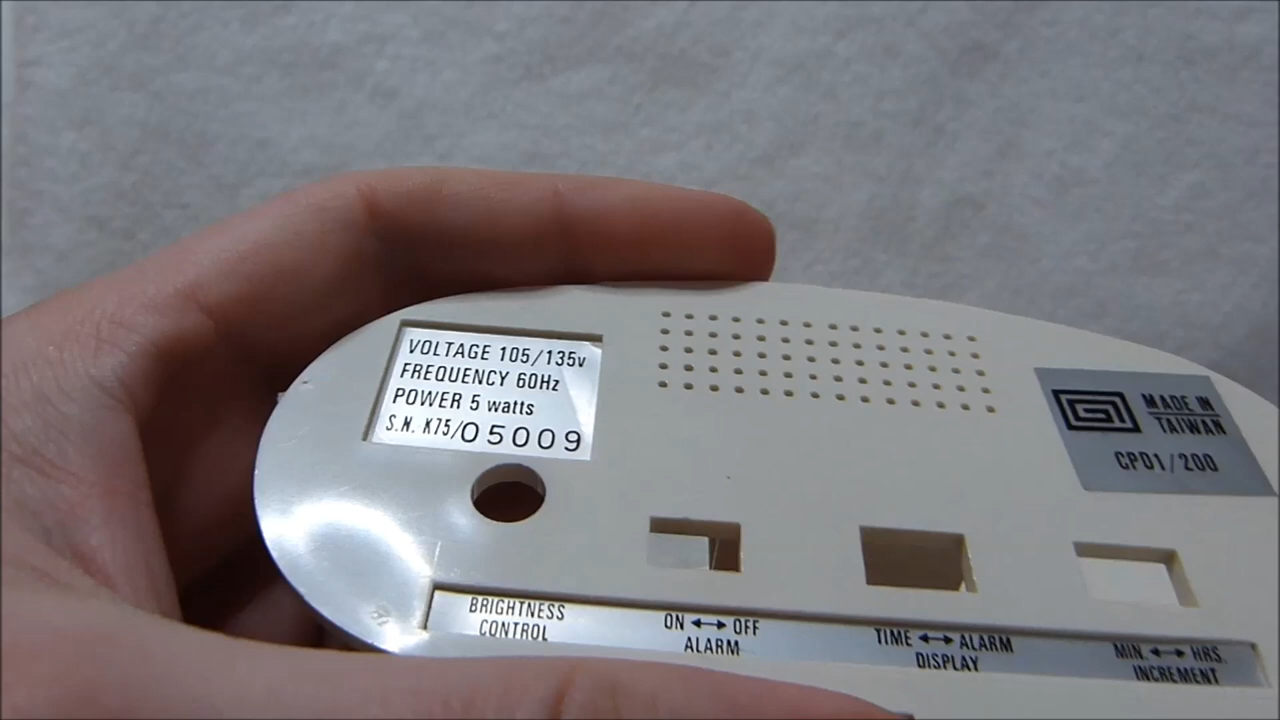 VOLTAGE 105/135v
FREQUENCY 60Hz
POWER 5 watts
S.N. K75/05009
MADE IN
TAIWAN
CPD1/200
BRIGHTNESS
CONTROL
ON ↔ OFF
ALARM
TIME ↔ ALARM
DISPLAY
MIN. ↔ HRS.
INCREMENT